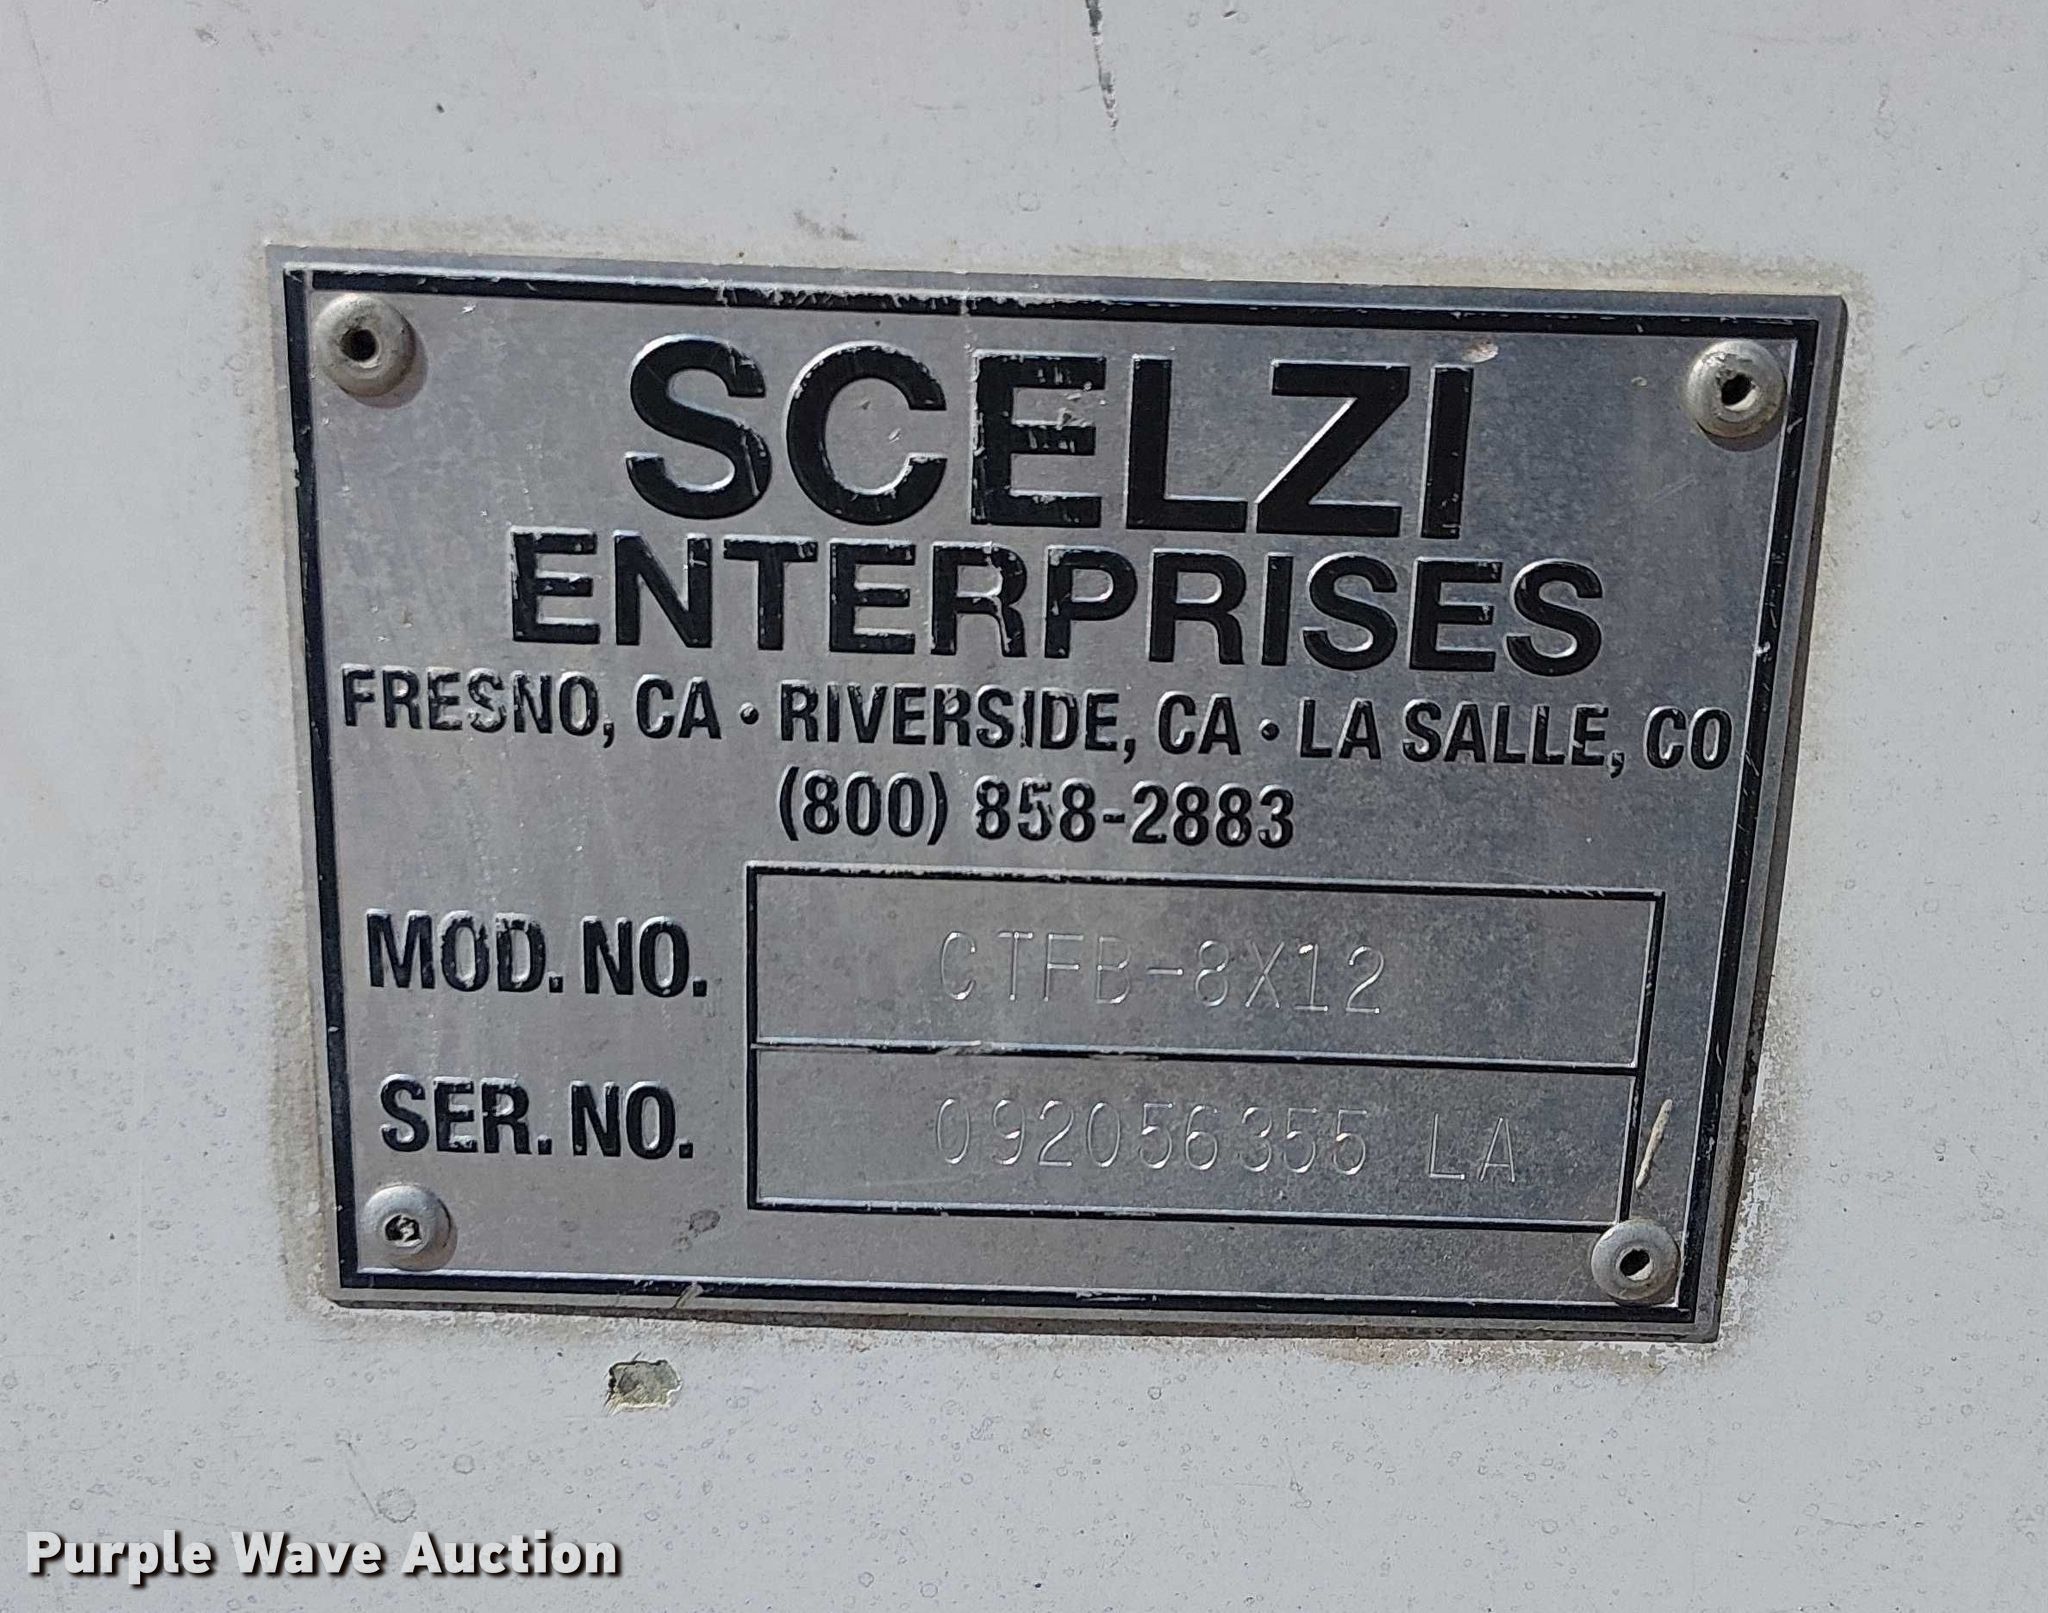 SCELZI
ENTERPRISES
FRESNO, CA • RIVERSIDE, CA • LA SALLE, CO
(800) 858-2883
MOD. NO. CTFB-8X12
SER. NO. 092056355 LA
Purple Wave Auction